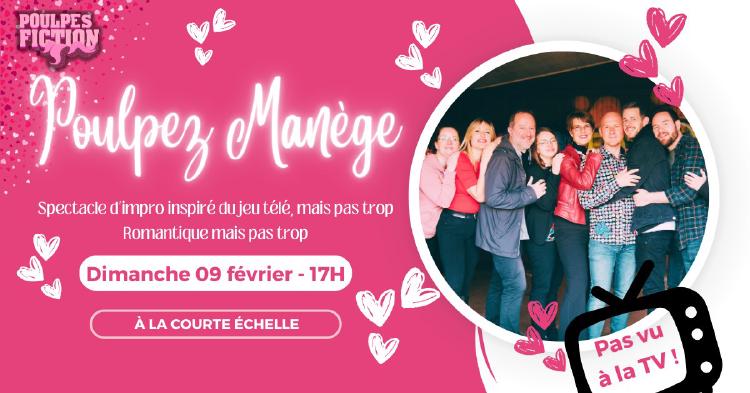 POULPES
FICTION
Poulpez Manège
Spectacle d'impro inspiré du jeu télé, mais pas trop
Romantique mais pas trop
Dimanche 09 février - 17H
À LA COURTE ÉCHELLE
Pas vu
à la TV !